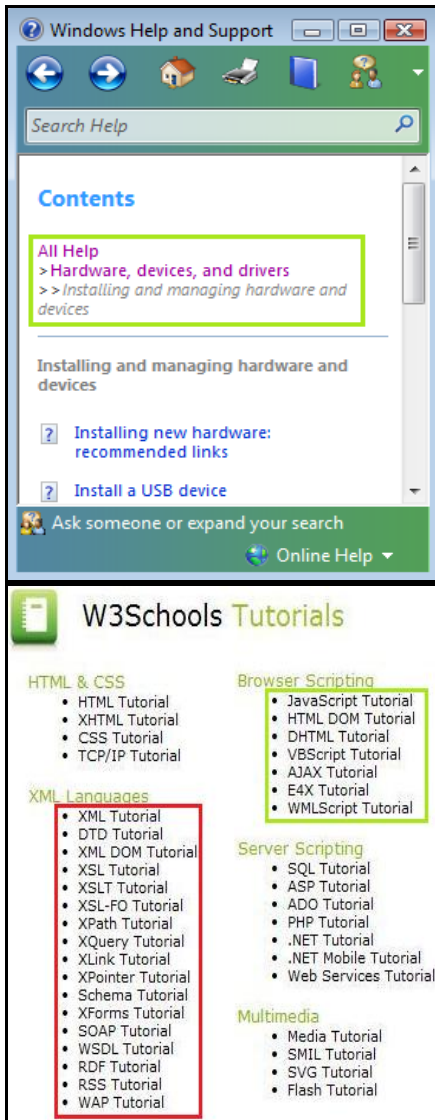 Windows Help and Support
Search Help
Contents
All Help
>Hardware, devices, and drivers
>>Installing and managing hardware and
devices
Installing and managing hardware and
devices
Installing new hardware:
recommended links
Install a USB device
Ask someone or expand your search
Online Help
W3Schools Tutorials
HTML & CSS
• HTML Tutorial
• XHTML Tutorial
• CSS Tutorial
• TCP/IP Tutorial
XML Languages
• XML Tutorial
• DTD Tutorial
• XML DOM Tutorial
• XSL Tutorial
• XSLT Tutorial
• XSL-FO Tutorial
• XPath Tutorial
• XQuery Tutorial
• XLink Tutorial
• XPointer Tutorial
• Schema Tutorial
• XForms Tutorial
• SOAP Tutorial
• WSDL Tutorial
• RDF Tutorial
• RSS Tutorial
• WAP Tutorial
Browser Scripting
• JavaScript Tutorial
• HTML DOM Tutorial
• DHTML Tutorial
• VBScript Tutorial
• AJAX Tutorial
• E4X Tutorial
• WMLScript Tutorial
Server Scripting
• SQL Tutorial
• ASP Tutorial
• ADO Tutorial
• PHP Tutorial
• .NET Tutorial
• .NET Mobile Tutorial
• Web Services Tutorial
Multimedia
• Media Tutorial
• SMIL Tutorial
• SVG Tutorial
• Flash Tutorial